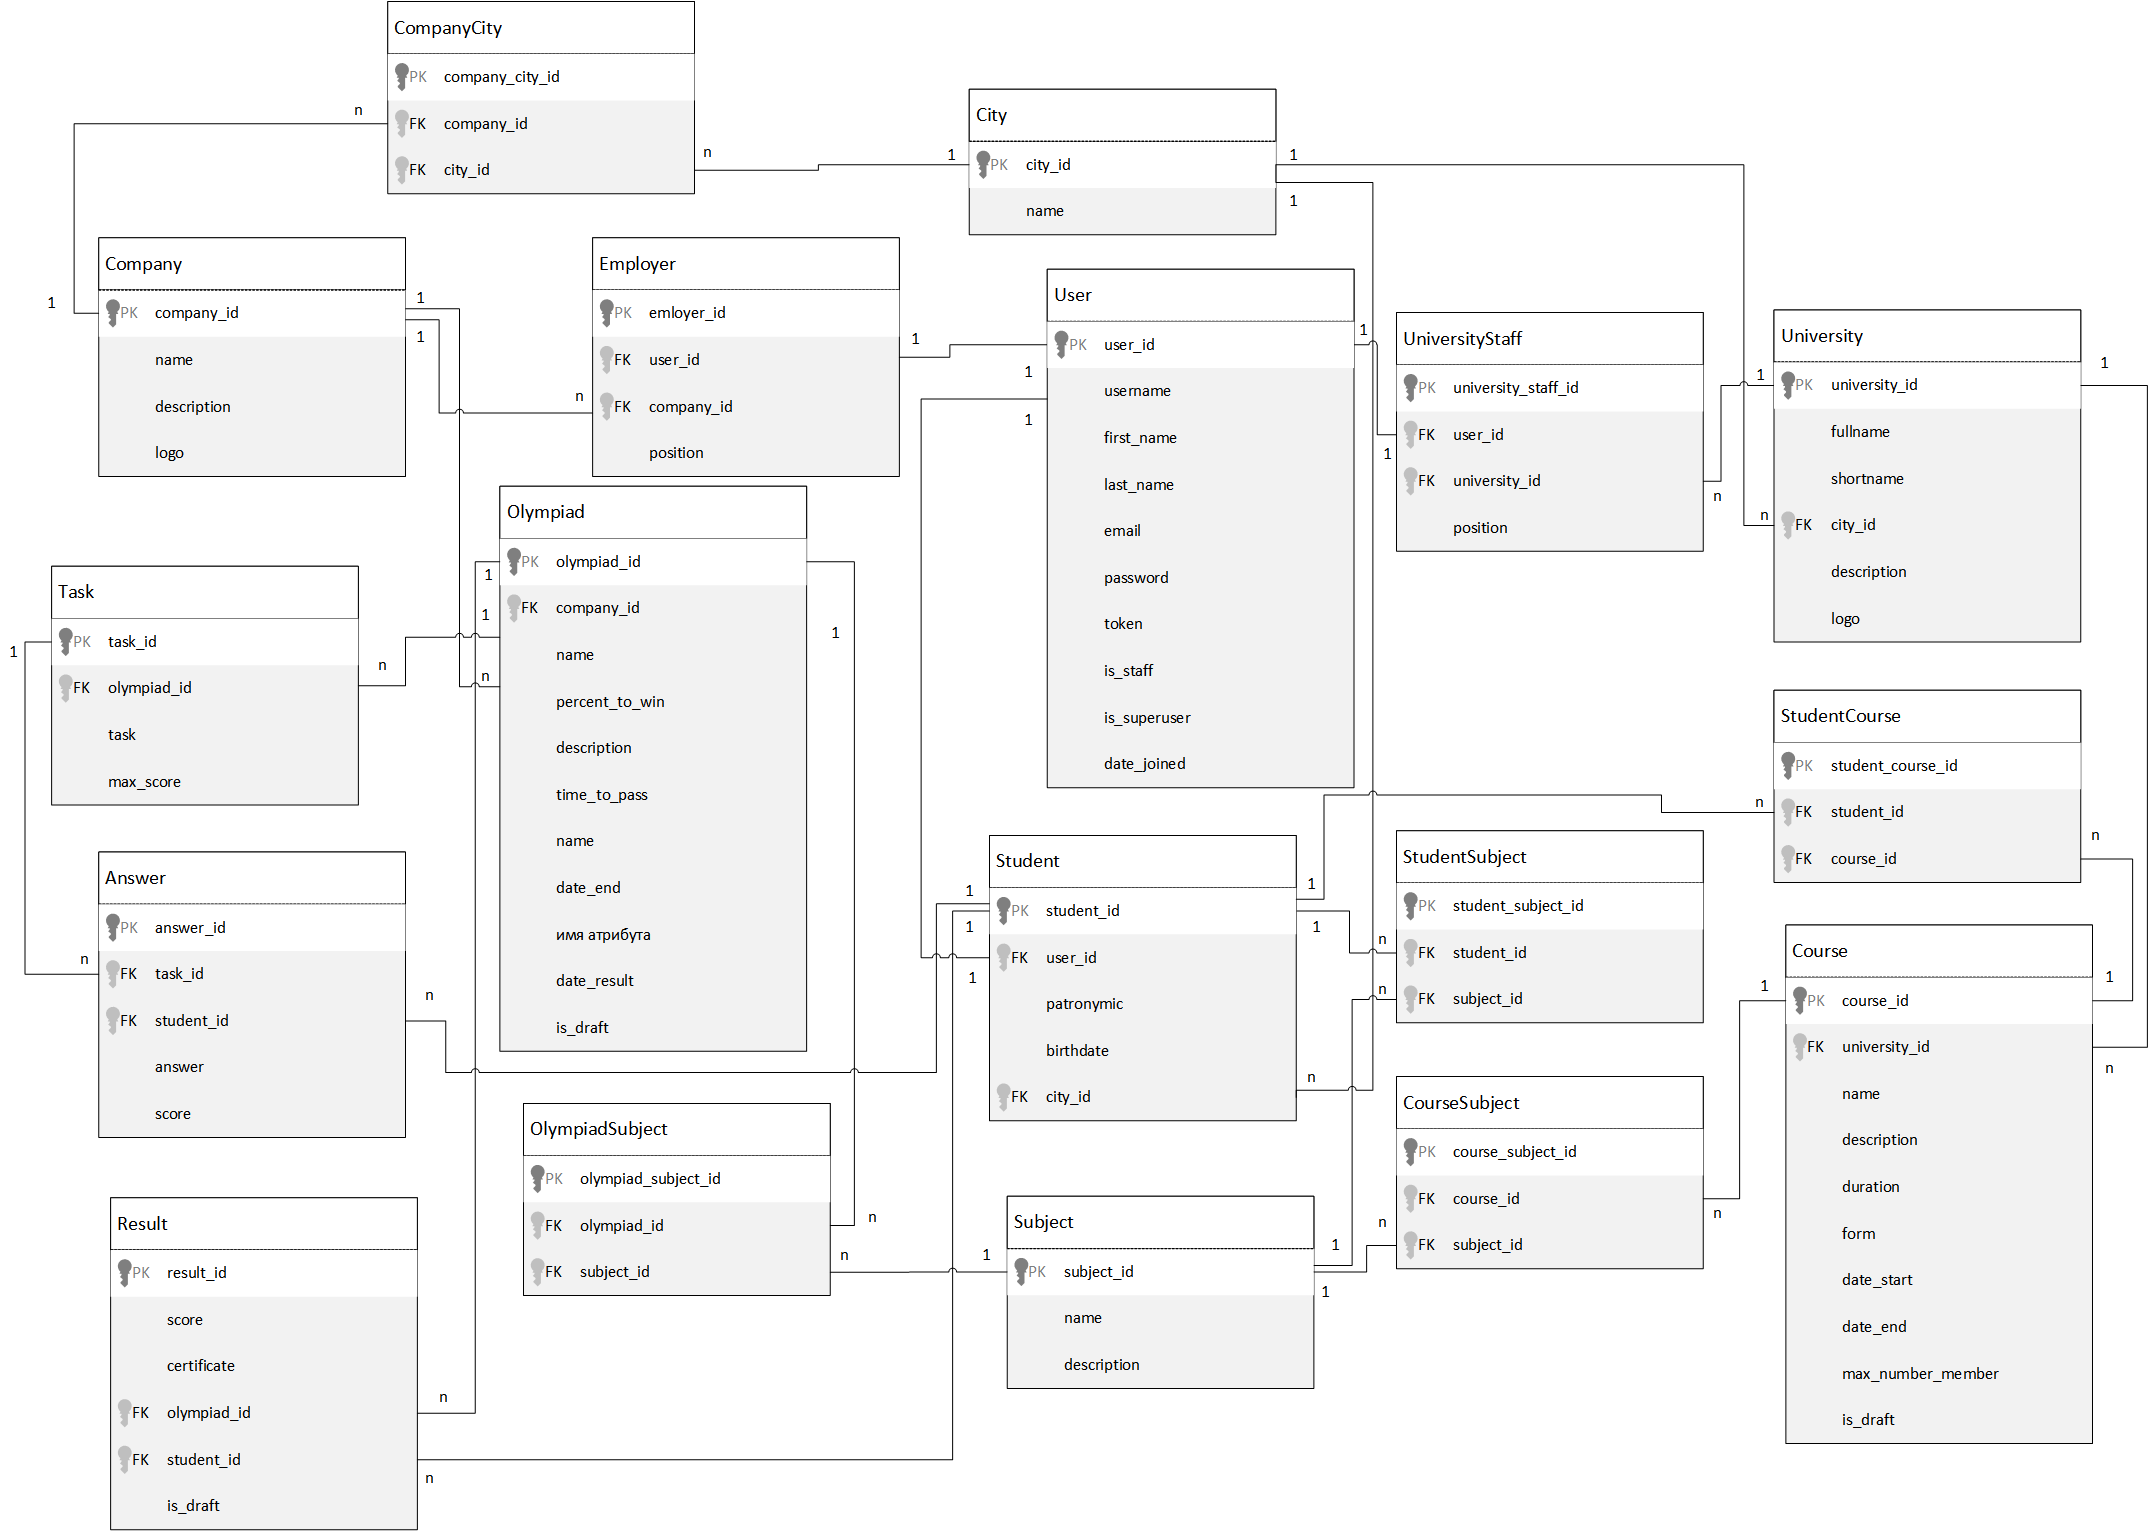 CompanyCity
PK company_city_id
FK company_id
FK city_id
n
n
1
City
PK city_id
name
1
1
1
1
Company
PK company_id
name
description
logo
1
1
Employer
PK emloyer_id
FK user_id
FK company_id
position
n
1
1
1
User
PK user_id
username
first_name
last_name
email
password
token
is_staff
is_superuser
date_joined
1
1
UniversityStaff
PK university_staff_id
FK user_id
FK university_id
position
n
1
n
University
PK university_id
fullname
shortname
FK city_id
description
logo
1
Olympiad
PK olympiad_id
FK company_id
name
percent_to_win
description
time_to_pass
name
date_end
имя атрибута
date_result
is_draft
1
1
n
1
Task
PK task_id
FK olympiad_id
task
max_score
1
n
Answer
PK answer_id
FK task_id
FK student_id
answer
score
n
n
Student
PK student_id
FK user_id
patronymic
birthdate
FK city_id
1
1
1
1
1
n
StudentCourse
PK student_course_id
FK student_id
FK course_id
n
n
StudentSubject
PK student_subject_id
FK student_id
FK subject_id
n
n
Course
PK course_id
FK university_id
name
description
duration
form
date_start
date_end
max_number_member
is_draft
1
1
n
OlympiadSubject
PK olympiad_subject_id
FK olympiad_id
FK subject_id
n
n
CourseSubject
PK course_subject_id
FK course_id
FK subject_id
n
n
Subject
PK subject_id
name
description
1
1
1
Result
PK result_id
score
certificate
FK olympiad_id
FK student_id
is_draft
n
n